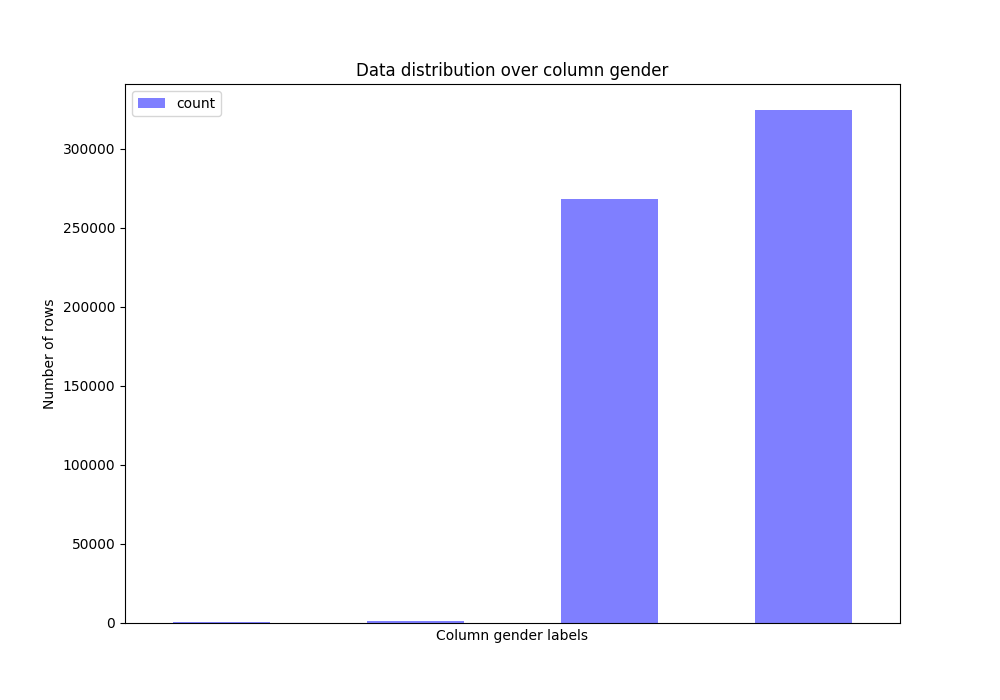 Data distribution over column gender
count
300000
250000
200000
150000
100000
50000
0
Number of rows
Column gender labels